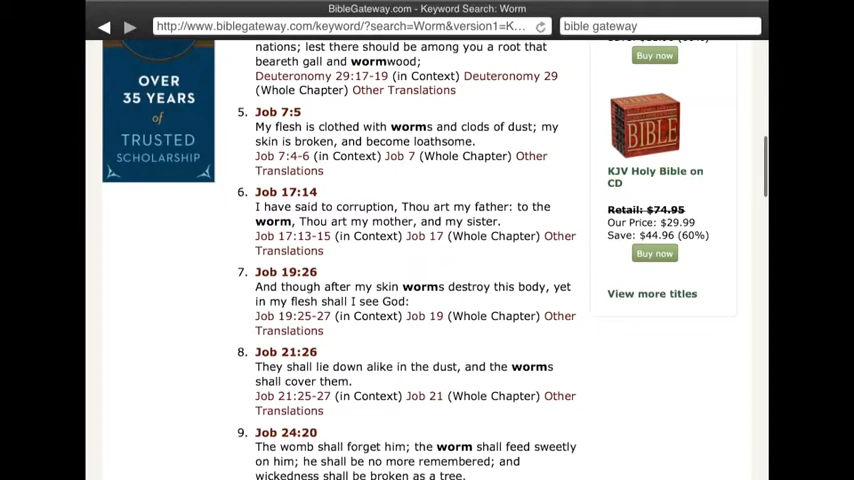 BibleGateway.com - Keyword Search: Worm
http://www.biblegateway.com/keyword/?search=Worm&version1=K...
bible gateway
OVER
35 YEARS
of
TRUSTED
SCHOLARSHIP
nations; lest there should be among you a root that
beareth gall and wormwood;
Deuteronomy 29:17-19 (in Context) Deuteronomy 29
(Whole Chapter) Other Translations
5. Job 7:5
My flesh is clothed with worms and clods of dust; my
skin is broken, and become loathsome.
Job 7:4-6 (in Context) Job 7 (Whole Chapter) Other
Translations
6. Job 17:14
I have said to corruption, Thou art my father: to the
worm, Thou art my mother, and my sister.
Job 17:13-15 (in Context) Job 17 (Whole Chapter) Other
Translations
7. Job 19:26
And though after my skin worms destroy this body, yet
in my flesh shall I see God:
Job 19:25-27 (in Context) Job 19 (Whole Chapter) Other
Translations
8. Job 21:26
They shall lie down alike in the dust, and the worms
shall cover them.
Job 21:25-27 (in Context) Job 21 (Whole Chapter) Other
Translations
9. Job 24:20
The womb shall forget him; the worm shall feed sweetly
on him; he shall be no more remembered; and
wickedness shall be broken as a tree.
Buy now
BIBLE
KJV Holy Bible on
CD
Retail: $74.95
Our Price: $29.99
Save: $44.96 (60%)
Buy now
View more titles